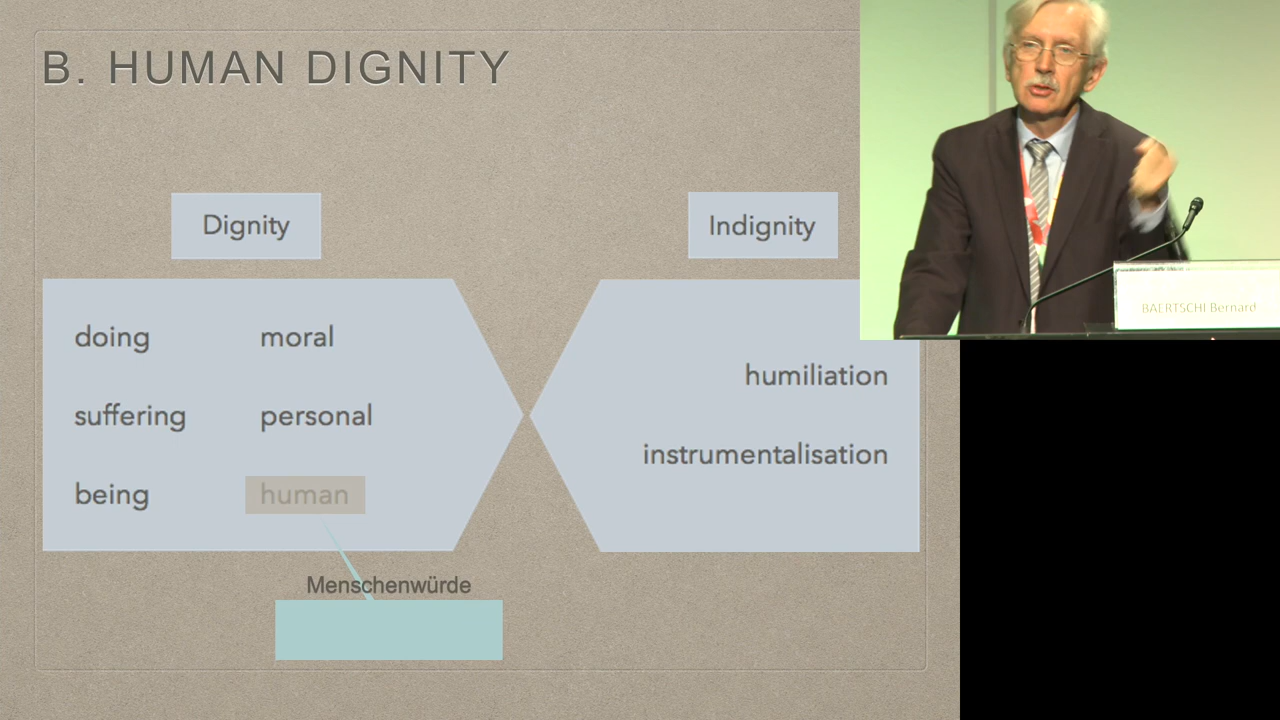 B. HUMAN DIGNITY
Dignity
Indignity
doing moral
suffering personal
being human
humiliation
instrumentalisation
Menschenwürde
BAERTSCHI Bernard